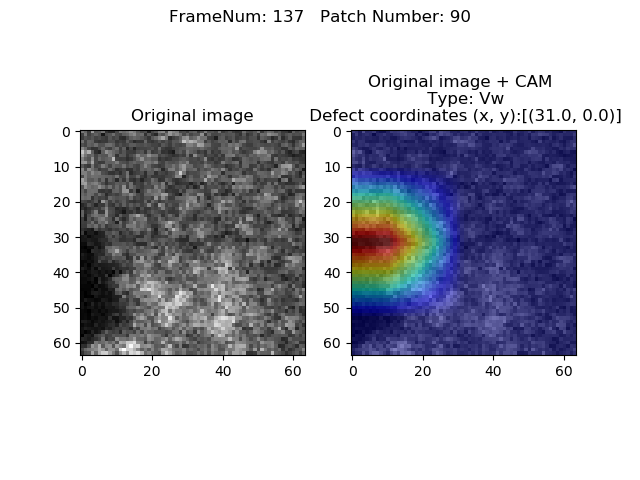 FrameNum: 137   Patch Number: 90
Original image
Original image + CAM
Type: Vw
Defect coordinates (x, y):[(31.0, 0.0)]
0
10
20
30
40
50
60
0 20 40 60
0
10
20
30
40
50
60
0 20 40 60